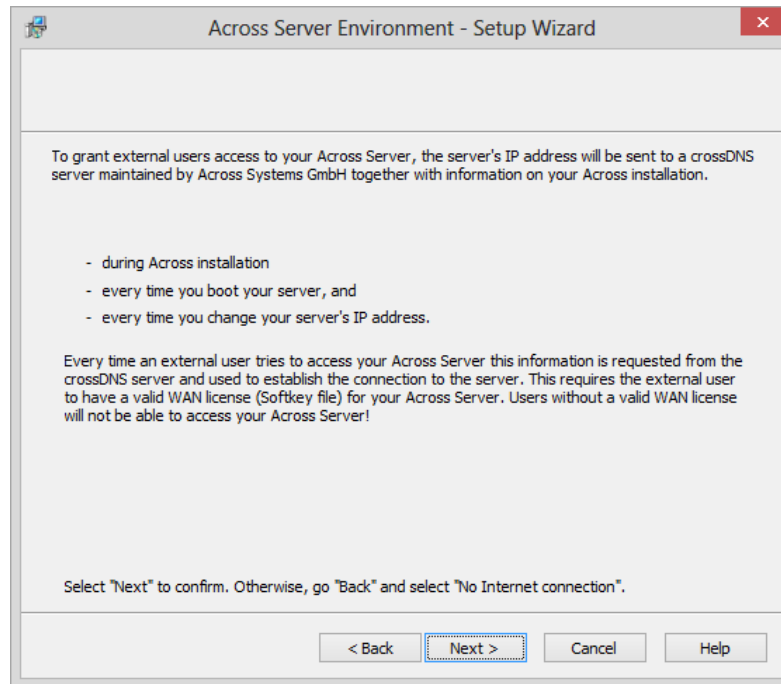 Across Server Environment - Setup Wizard
To grant external users access to your Across Server, the server's IP address will be sent to a crossDNS
server maintained by Across Systems GmbH together with information on your Across installation.
- during Across installation
- every time you boot your server, and
- every time you change your server's IP address.
Every time an external user tries to access your Across Server this information is requested from the
crossDNS server and used to establish the connection to the server. This requires the external user
to have a valid WAN license (Softkey file) for your Across Server. Users without a valid WAN license
will not be able to access your Across Server!
Select "Next" to confirm. Otherwise, go "Back" and select "No Internet connection".
< Back Next > Cancel Help